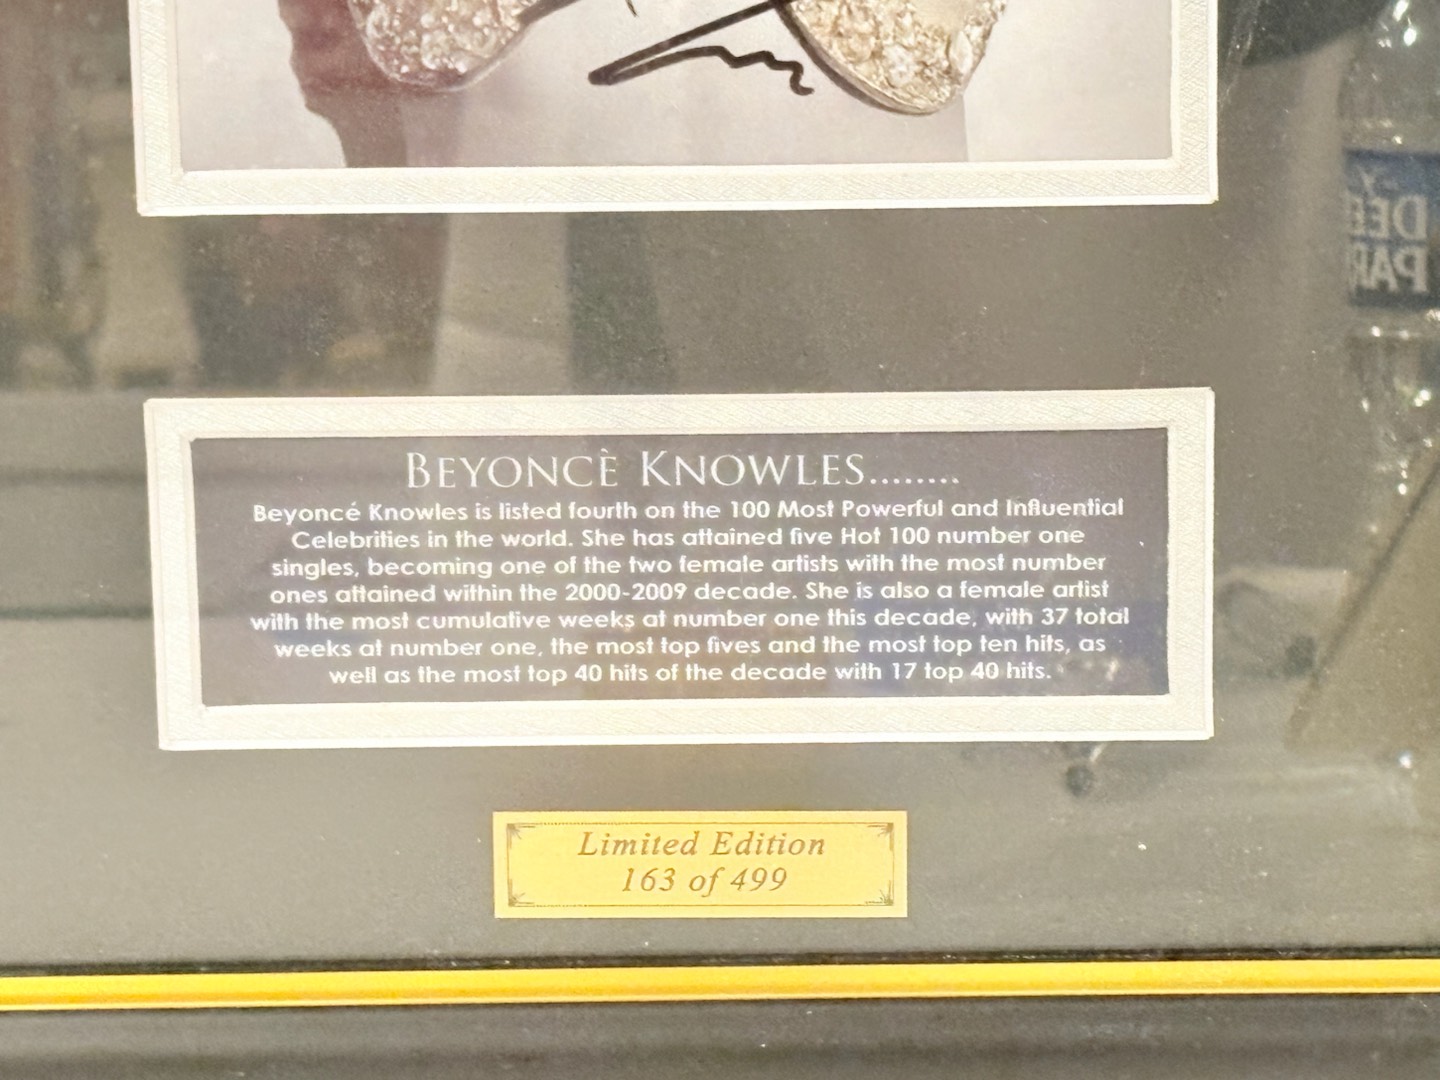 BEYONCÈ KNOWLES........
Beyoncé Knowles is listed fourth on the 100 Most Powerful and Influential
Celebrities in the world. She has attained five Hot 100 number one
singles, becoming one of the two female artists with the most number
ones attained within the 2000-2009 decade. She is also a female artist
with the most cumulative weeks at number one this decade, with 37 total
weeks at number one, the most top fives and the most top ten hits, as
well as the most top 40 hits of the decade with 17 top 40 hits.
Limited Edition
163 of 499